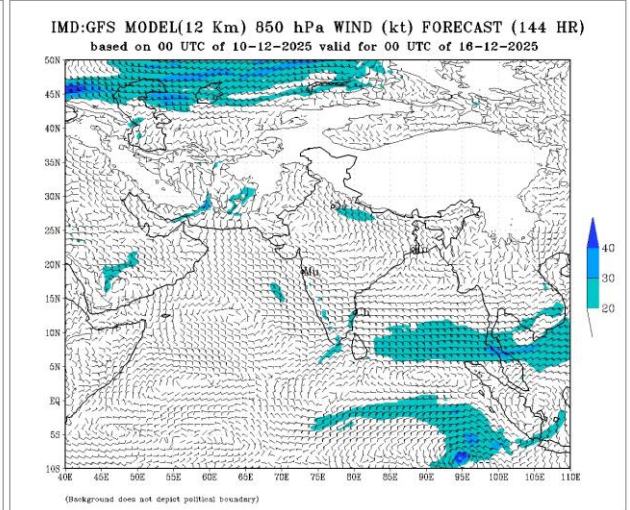 IMD:GFS MODEL(12 Km) 850 hPa WIND (kt) FORECAST (144 HR)
based on 00 UTC of 10-12-2025 valid for 00 UTC of 16-12-2025
50N
45N
40N
35N
30N
25N
20N
15N
10N
5N
EQ
5S
10S
40E 45E 50E 55E 60E 65E 70E 75E 80E 85E 90E 95E 100E 105E 110E
Mu
40
30
20
(Background does not depict political boundary)